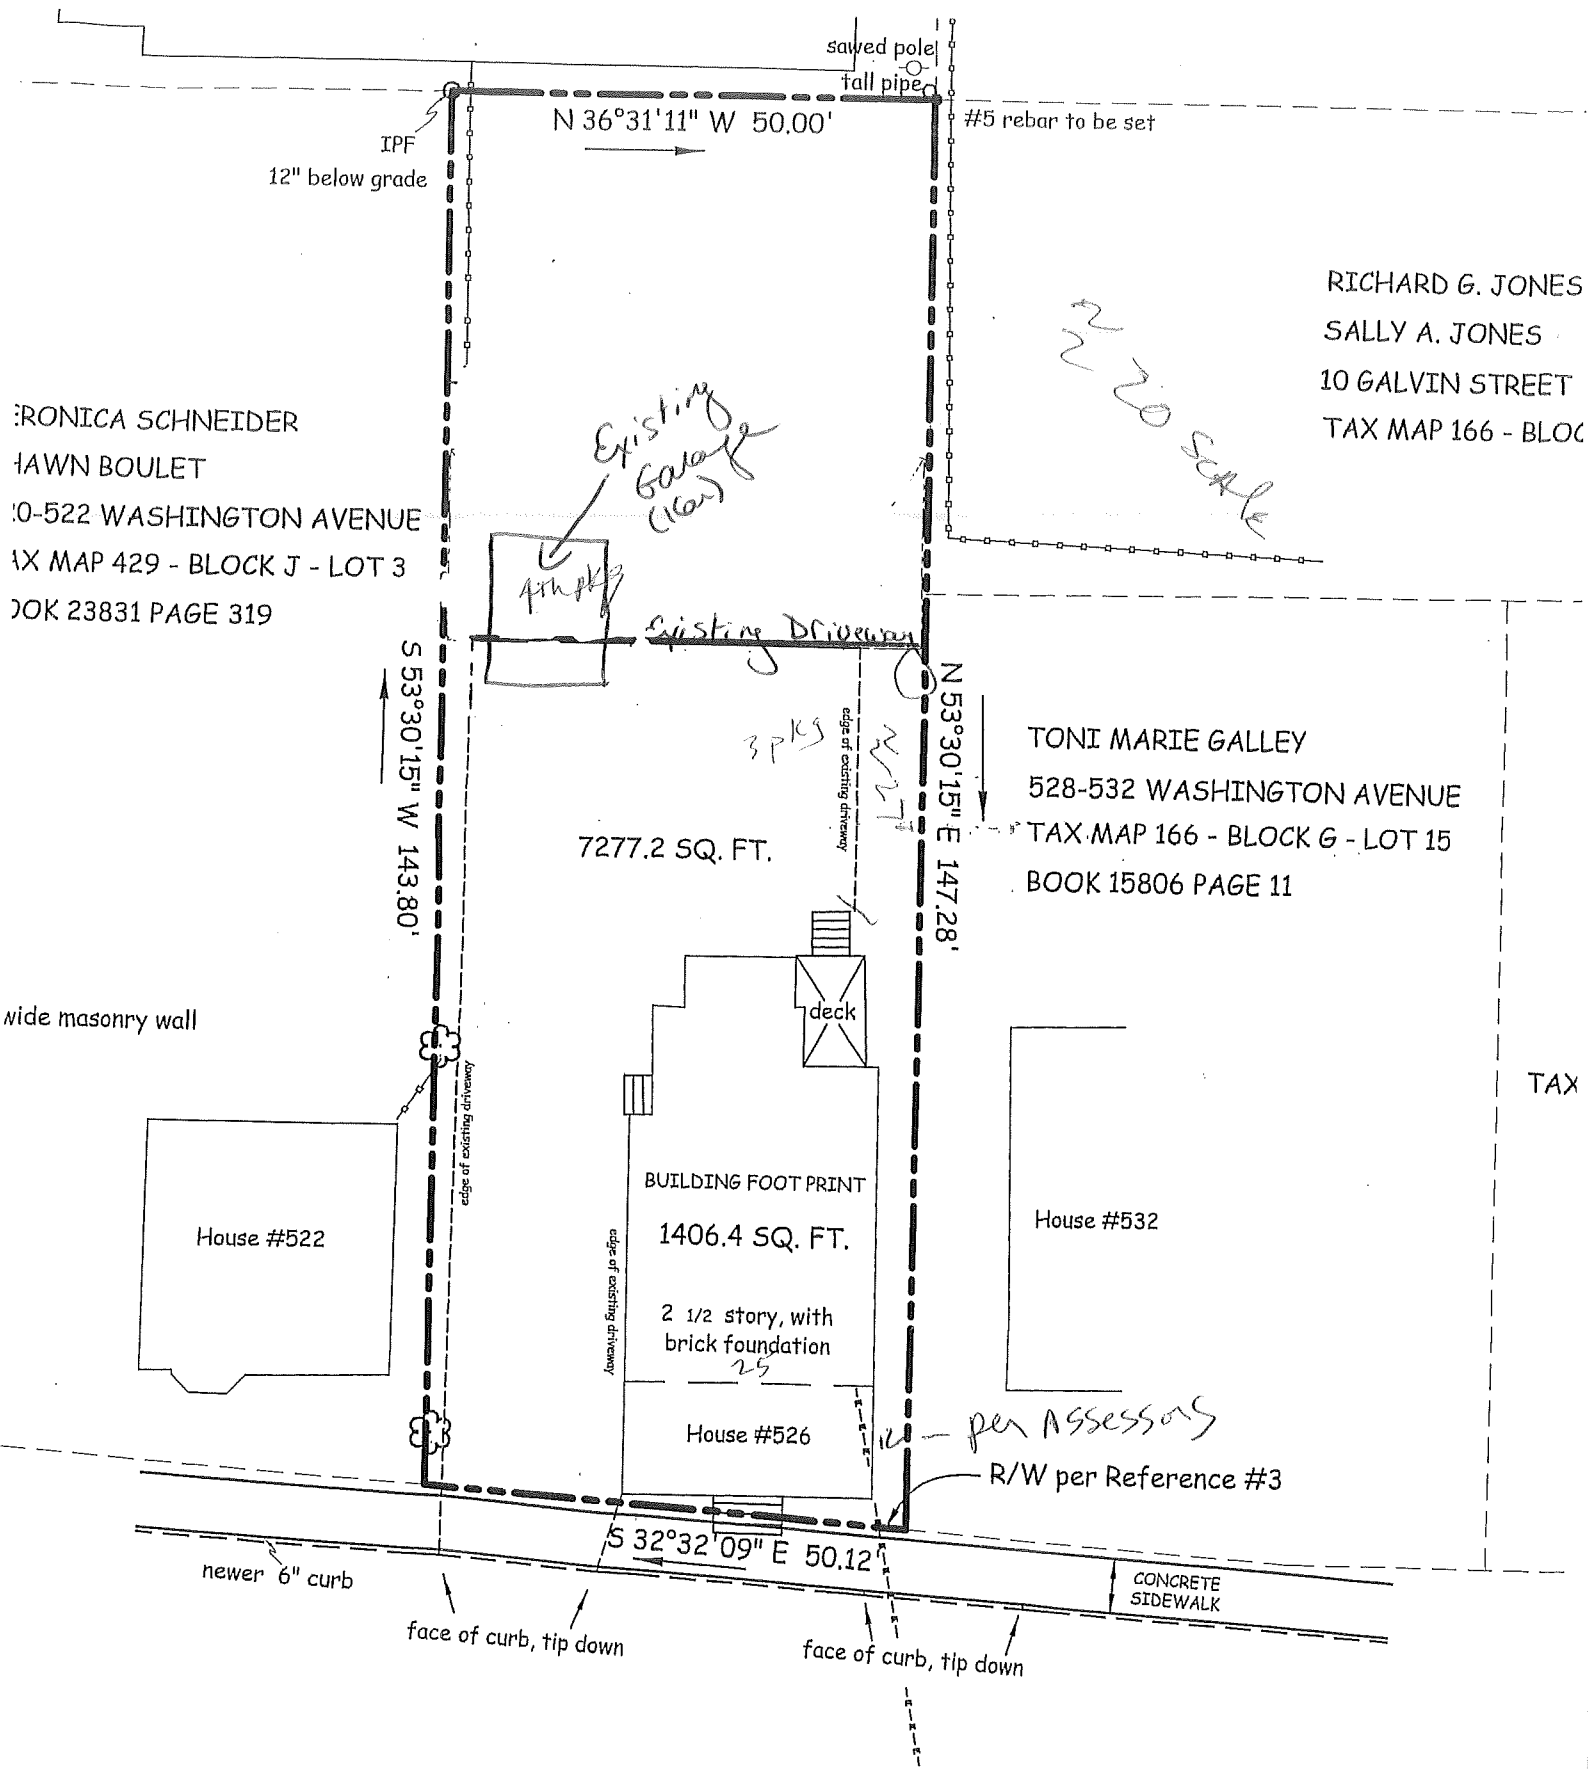 sawed pole
tall pipe
N 36°31'11" W 50.00'
#5 rebar to be set
IPF
12" below grade
RICHARD G. JONES
SALLY A. JONES
10 GALVIN STREET
TAX MAP 166 - BLOC
~ 20 Scale
Existing
Garage
(1 Car)
:RONICA SCHNEIDER
HAWN BOULET
20-522 WASHINGTON AVENUE
AX MAP 429 - BLOCK J - LOT 3
OOK 23831 PAGE 319
4th pkg
Existing Driveway
S 53°30'15" W 143.80'
N 53°30'15" E 147.28'
3 pkg
edge of existing driveway
TONI MARIE GALLEY
528-532 WASHINGTON AVENUE
TAX MAP 166 - BLOCK G - LOT 15
BOOK 15806 PAGE 11
7277.2 SQ. FT.
deck
wide masonry wall
edge of existing driveway
TAX
BUILDING FOOT PRINT
1406.4 SQ. FT.
House #522
House #532
edge of existing driveway
2 1/2 story, with
brick foundation
25
House #526
per Assessors
R/W per Reference #3
S 32°32'09" E 50.12'
newer 6" curb
CONCRETE
SIDEWALK
face of curb, tip down
face of curb, tip down